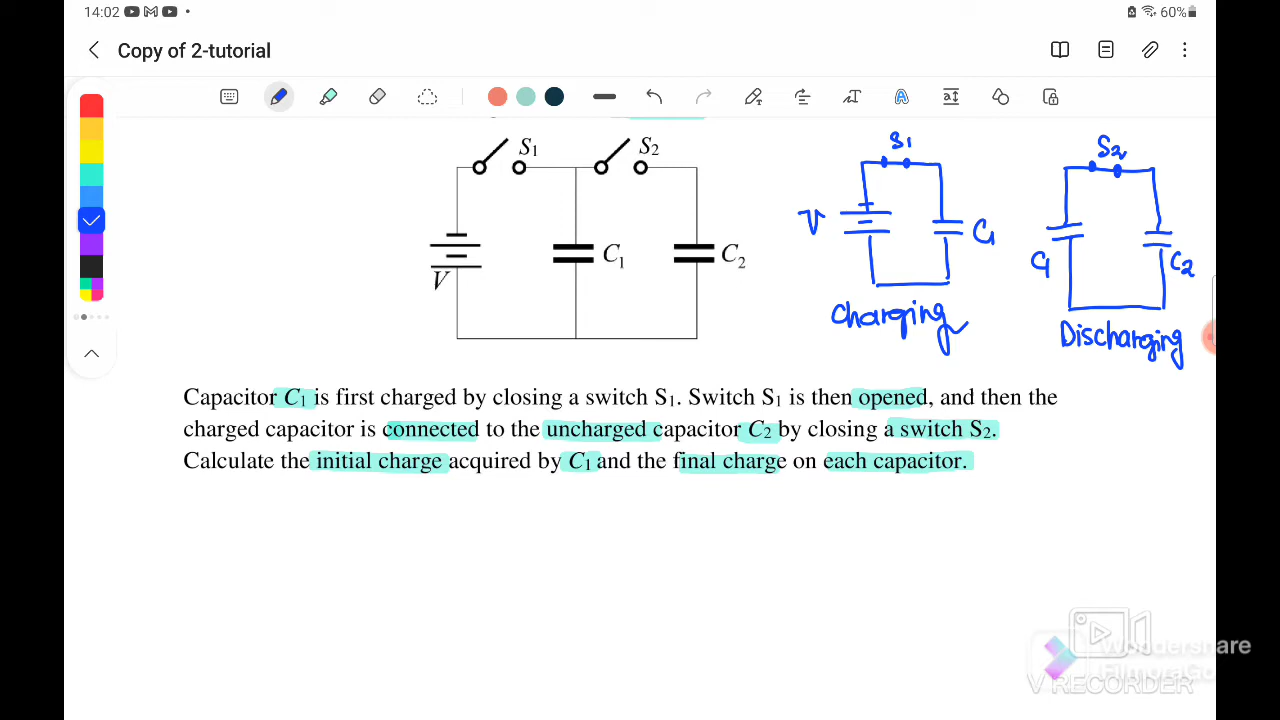 14:02 60%
Copy of 2-tutorial
S1 S2
V C1 C2
S1
V C1
Charging
S2
C1 C2
Discharging
Capacitor C1 is first charged by closing a switch S1. Switch S1 is then opened, and then the
charged capacitor is connected to the uncharged capacitor C2 by closing a switch S2.
Calculate the initial charge acquired by C1 and the final charge on each capacitor.
Wondershare
FilmoraGo
V RECORDER